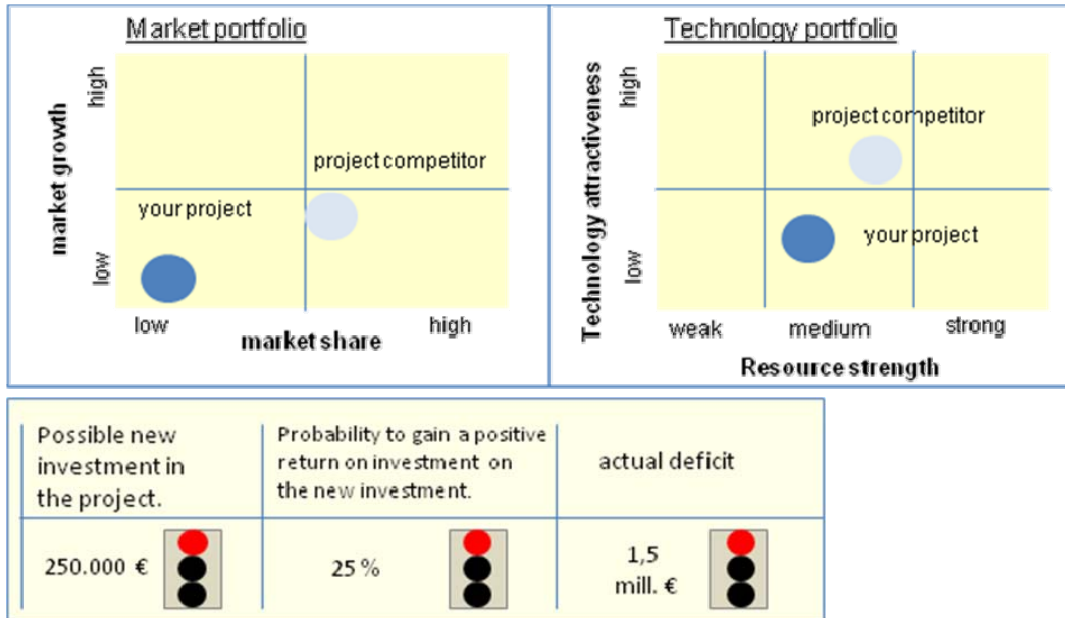 Market portfolio
market growth
high
low
project competitor
your project
low
high
market share
Technology portfolio
Technology attractiveness
high
low
project competitor
your project
weak
medium
strong
Resource strength
Possible new
investment in
the project.
Probability to gain a positive
return on investment on
the new investment.
actual deficit
250.000 €
25 %
1,5
mill. €